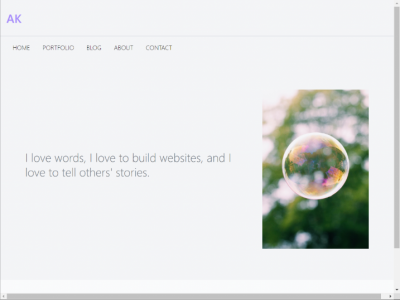 AK
HOME PORTFOLIO BLOG ABOUT CONTACT
I love words, I love to build websites, and I
love to tell others' stories.